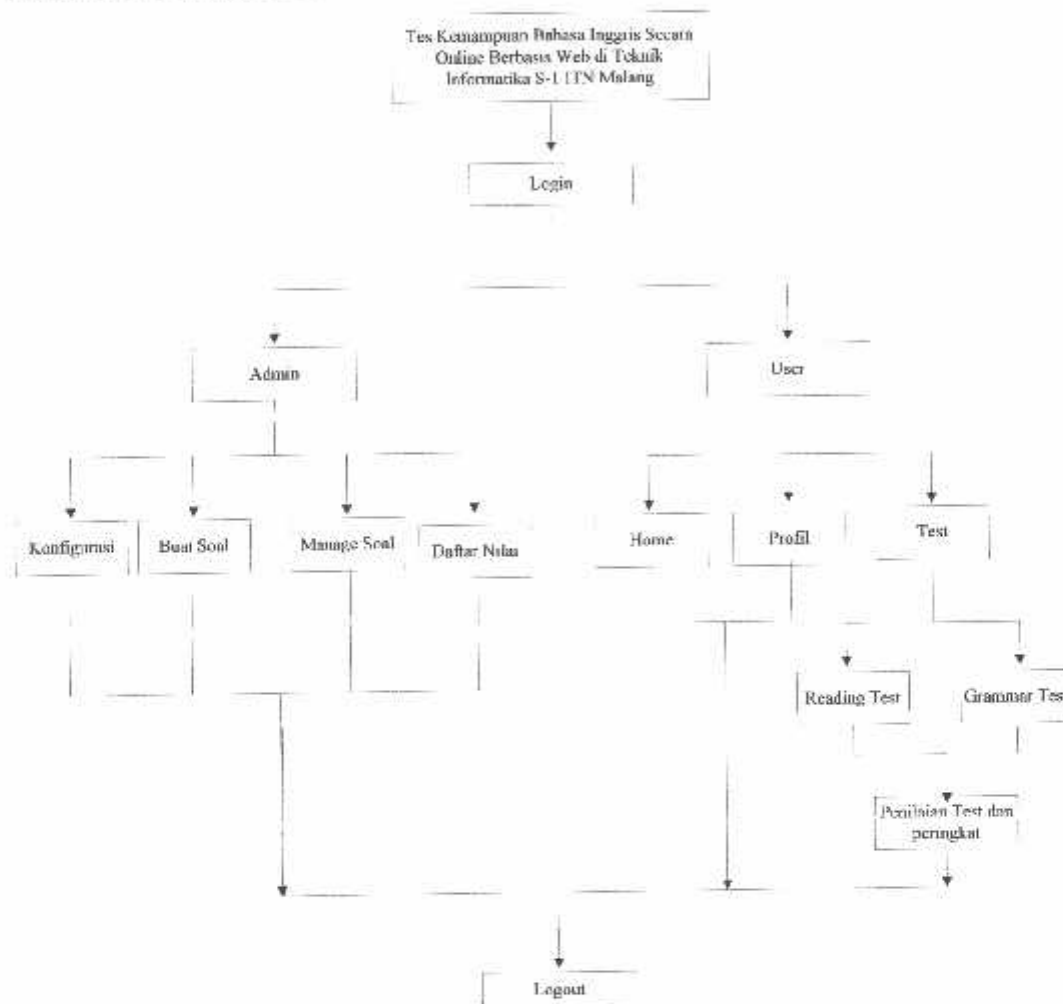 Tes Kemampuan Bahasa Inggris Secara
Online Berbasis Web di Teknik
Informatika S-1 ITN Malang
Login
Admin
User
Konfigurasi
Buat Soal
Manage Soal
Daftar Nilai
Home
Profil
Test
Reading Test
Grammar Test
Penilaian Test dan
peringkat
Logout